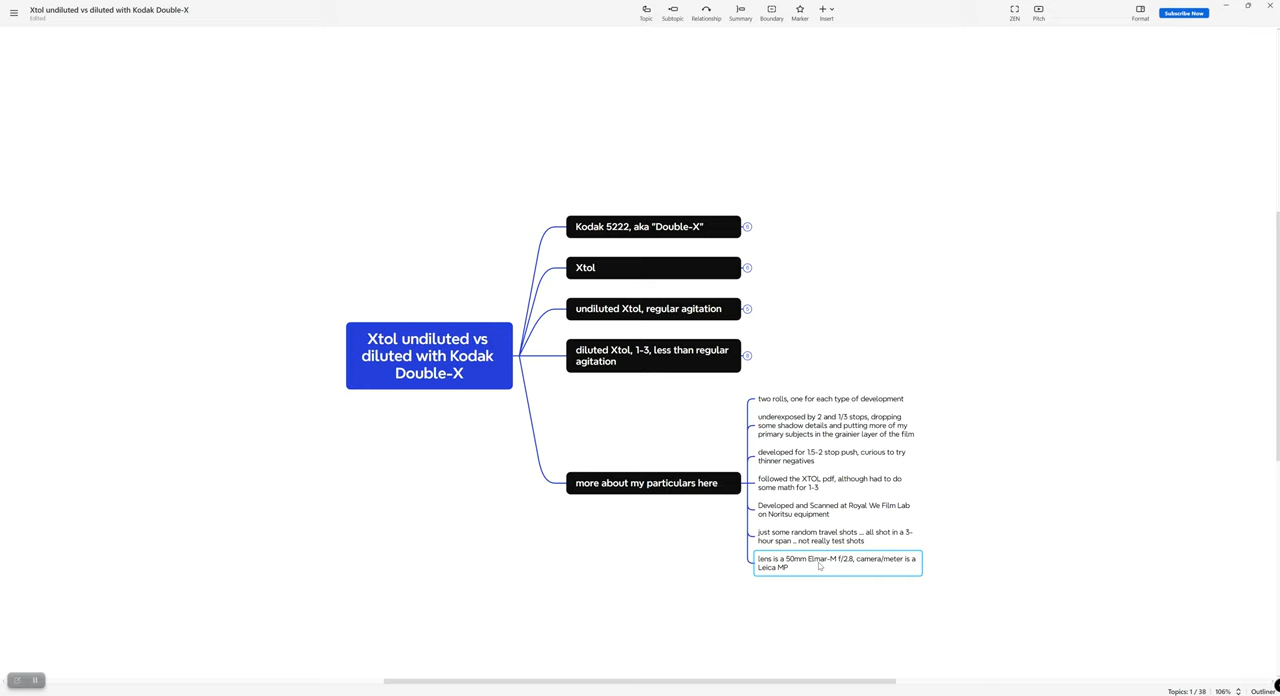 Xtol undiluted vs diluted with Kodak Double-X
Edited
Topic
Subtopic
Relationship
Summary
Boundary
Marker
Insert
ZEN
Pitch
Format
Subscribe Now
Xtol undiluted vs
diluted with Kodak
Double-X
Kodak 5222, aka "Double-X"
Xtol
undiluted Xtol, regular agitation
5
diluted Xtol, 1-3, less than regular
agitation
more about my particulars here
two rolls, one for each type of development
underexposed by 2 and 1/3 stops, dropping
some shadow details and putting more of my
primary subjects in the grainier layer of the film
developed for 1.5-2 stop push, curious to try
thinner negatives
followed the XTOL pdf, although had to do
some math for 1-3
Developed and Scanned at Royal We Film Lab
on Noritsu equipment
just some random travel shots ... all shot in a 3-
hour span .. not really test shots
lens is a 50mm Elmar-M f/2.8, camera/meter is a
Leica MP
Topics: 1 / 38
106%
Outliner